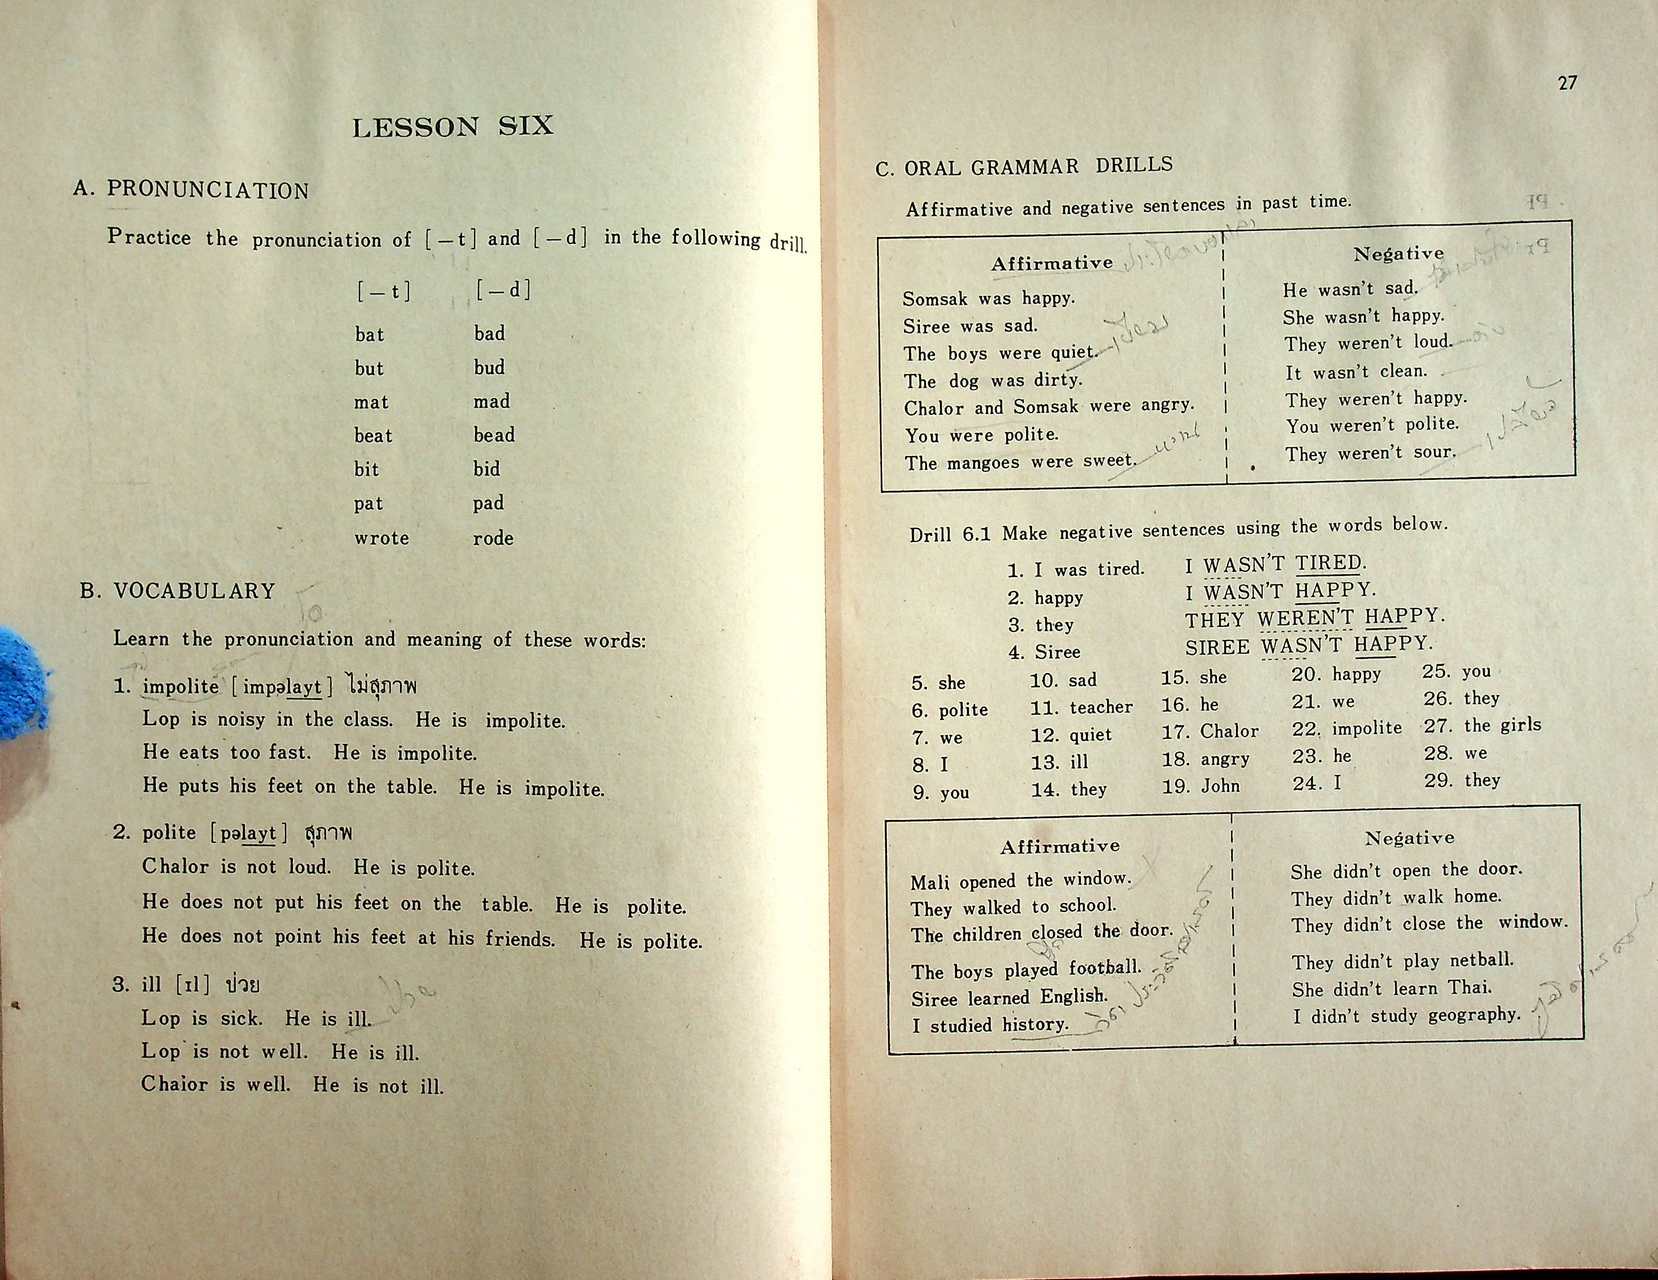 LESSON SIX
A. PRONUNCIATION
Practice the pronunciation of [–t] and [–d] in the following drill.
[–t] [–d]
bat bad
but bud
mat mad
beat bead
bit bid
pat pad
wrote rode
B. VOCABULARY
Learn the pronunciation and meaning of these words:
1. impolite [impəlayt] ไม่สุภาพ
Lop is noisy in the class. He is impolite.
He eats too fast. He is impolite.
He puts his feet on the table. He is impolite.
2. polite [pəlayt] สุภาพ
Chalor is not loud. He is polite.
He does not put his feet on the table. He is polite.
He does not point his feet at his friends. He is polite.
3. ill [ɪl] ป่วย
Lop is sick. He is ill.
Lop is not well. He is ill.
Chalor is well. He is not ill.
27
C. ORAL GRAMMAR DRILLS
Affirmative and negative sentences in past time.
Affirmative Negative
Somsak was happy. He wasn't sad.
Siree was sad. She wasn't happy.
The boys were quiet. They weren't loud.
The dog was dirty. It wasn't clean.
Chalor and Somsak were angry. They weren't happy.
You were polite. You weren't polite.
The mangoes were sweet. หวาน They weren't sour. เปรี้ยว
Drill 6.1 Make negative sentences using the words below.
1. I was tired. I WASN'T TIRED.
2. happy I WASN'T HAPPY.
3. they THEY WEREN'T HAPPY.
4. Siree SIREE WASN'T HAPPY.
5. she 10. sad 15. she 20. happy 25. you
6. polite 11. teacher 16. he 21. we 26. they
7. we 12. quiet 17. Chalor 22. impolite 27. the girls
8. I 13. ill 18. angry 23. he 28. we
9. you 14. they 19. John 24. I 29. they
Affirmative Negative
Mali opened the window. She didn't open the door.
They walked to school. They didn't walk home.
The children closed the door. They didn't close the window.
The boys played football. They didn't play netball.
Siree learned English. She didn't learn Thai.
I studied history. I didn't study geography.